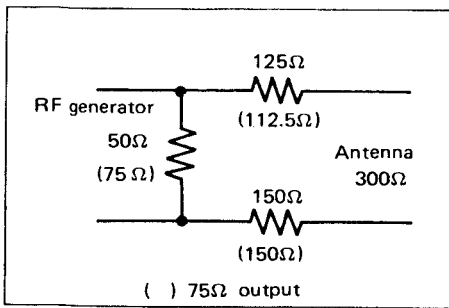 125Ω
RF generator
(112.5Ω)
50Ω
Antenna
(75 Ω)
300Ω
150Ω
(150Ω)
( ) 75Ω output